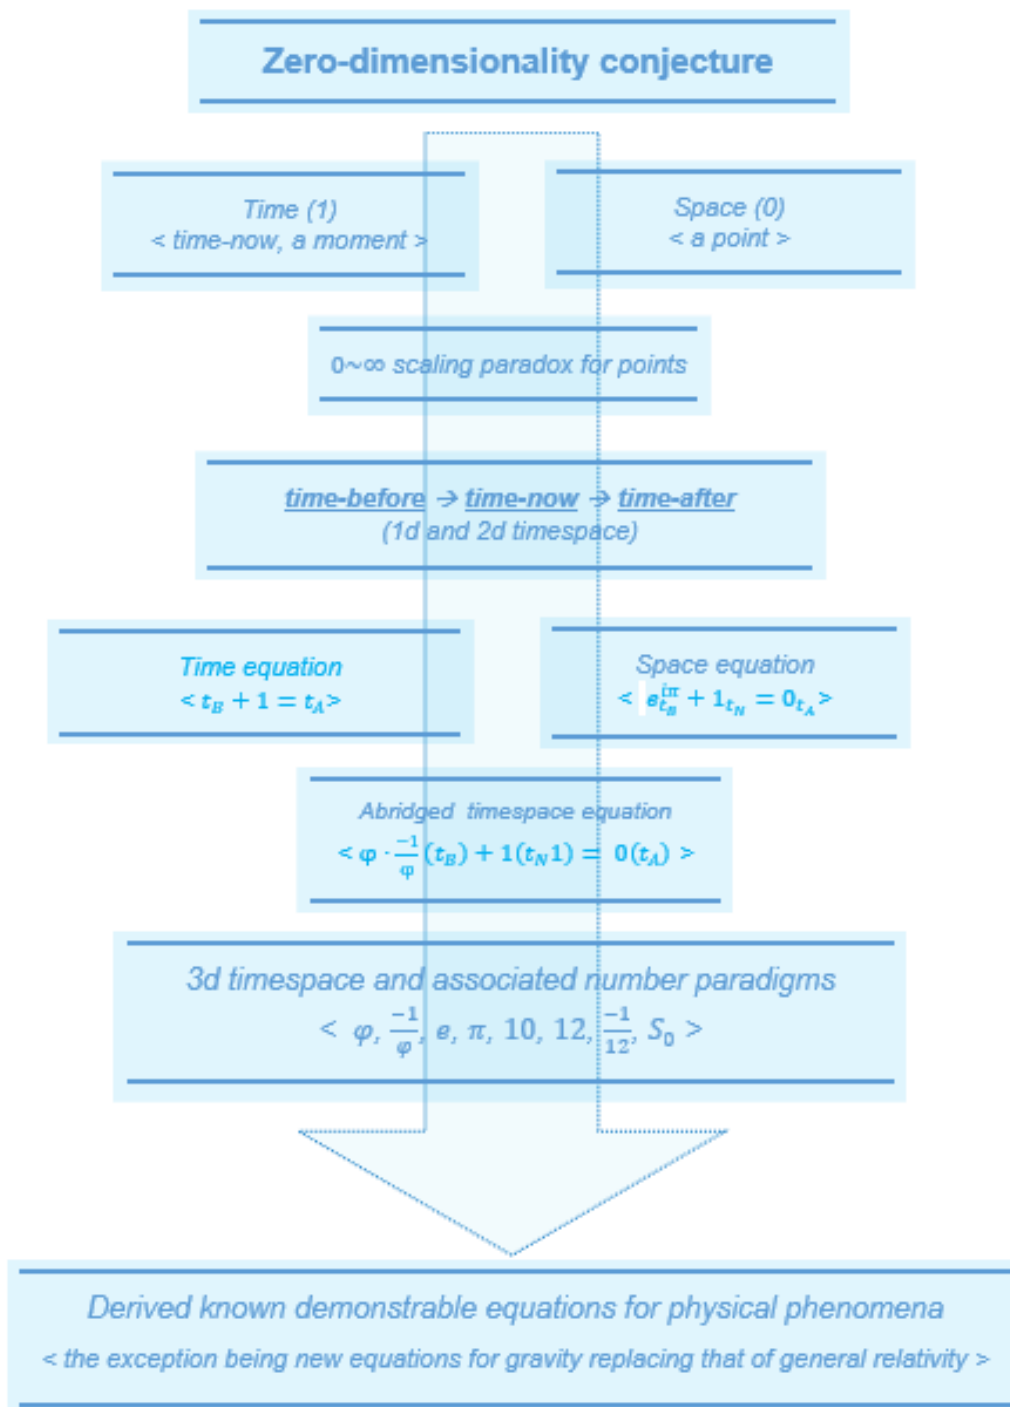 Zero-dimensionality conjecture
Time (1)
< time-now, a moment >
Space (0)
< a point >
0~∞ scaling paradox for points
time-before → time-now → time-after
(1d and 2d timespace)
Time equation
< t_B + 1 = t_A>
Space equation
< e^{iπ}_{t_B} + 1_{t_N} = 0_{t_A}>
Abridged timespace equation
< φ · \frac{-1}{φ}(t_B) + 1(t_N1) = 0(t_A) >
3d timespace and associated number paradigms
< φ, \frac{-1}{φ}, e, π, 10, 12, \frac{-1}{12}, S_0 >
Derived known demonstrable equations for physical phenomena
< the exception being new equations for gravity replacing that of general relativity >